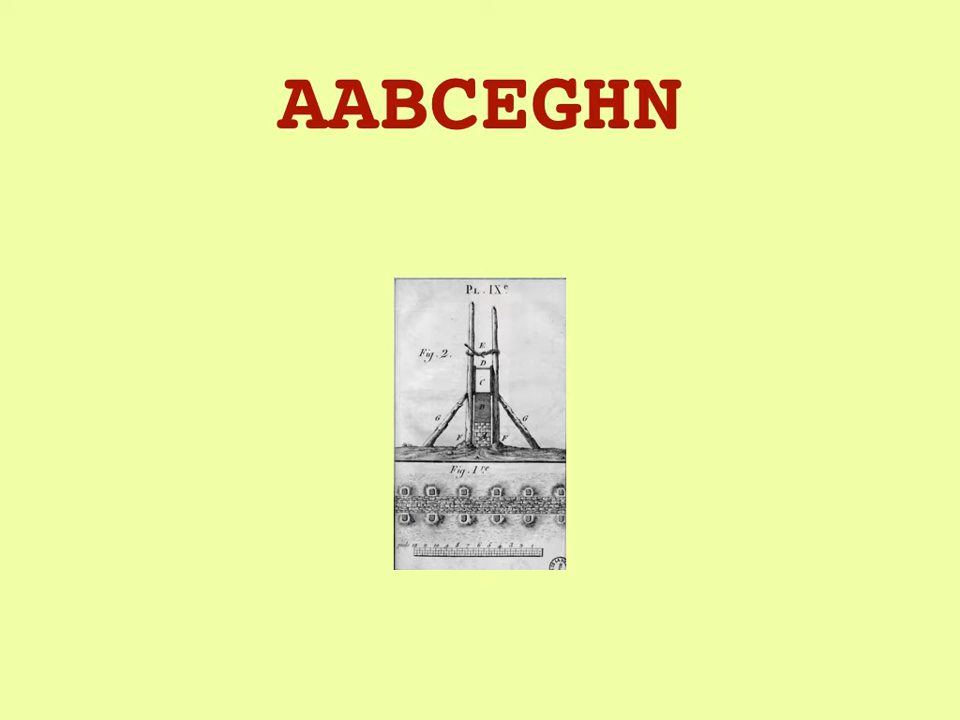 AABCEGHN
PL. IXe.
E
Fig. 2.
D
C
B
G G
F F
Fig. 1re